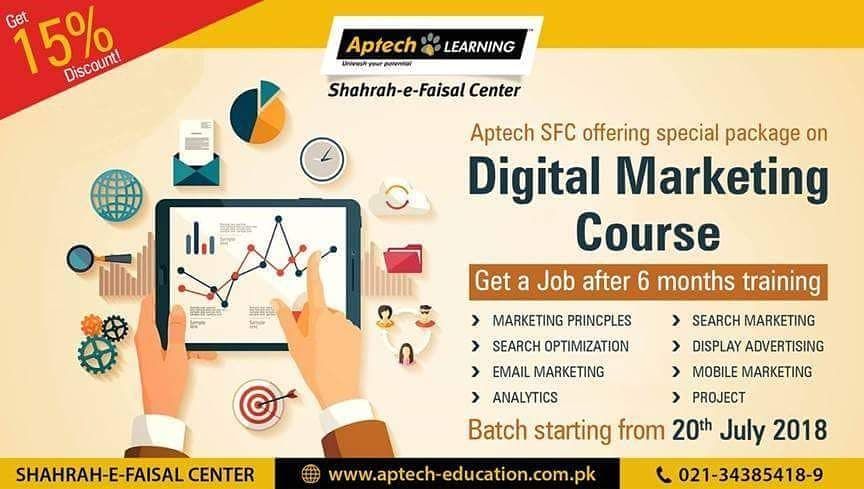 Get
15%
Discount!
Aptech LEARNING
Unleash your potential
Shahrah-e-Faisal Center
Aptech SFC offering special package on
Digital Marketing
Course
Get a Job after 6 months training
MARKETING PRINCPLES
SEARCH OPTIMIZATION
EMAIL MARKETING
ANALYTICS
SEARCH MARKETING
DISPLAY ADVERTISING
MOBILE MARKETING
PROJECT
Batch starting from 20th July 2018
SHAHRAH-E-FAISAL CENTER
www.aptech-education.com.pk
021-34385418-9